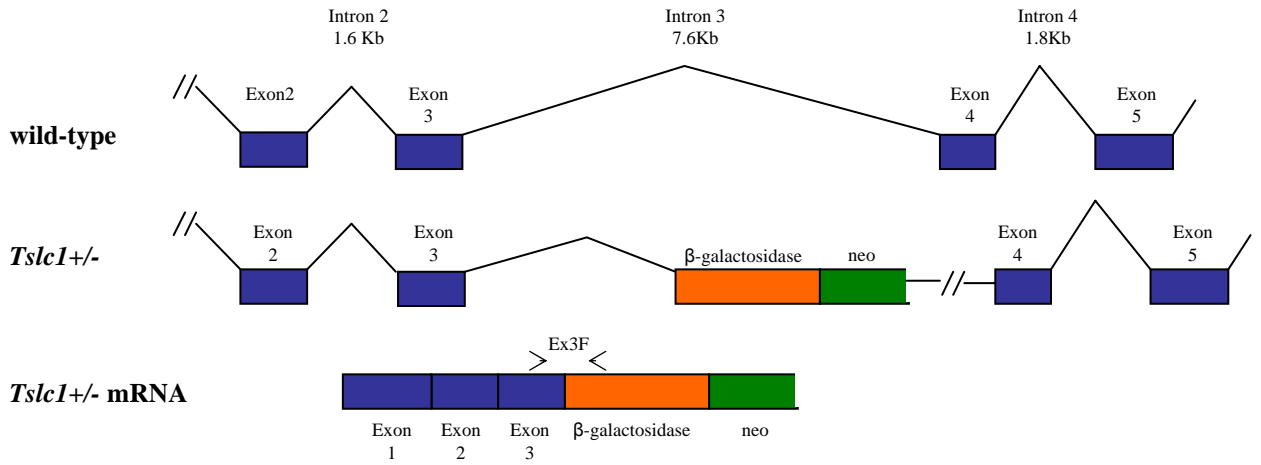 Intron 2
1.6 Kb
Intron 3
7.6Kb
Intron 4
1.8Kb
wild-type
Exon2
Exon
3
Exon
4
Exon
5
Tslc1+/-
Exon
2
Exon
3
β-galactosidase
neo
Exon
4
Exon
5
Ex3F
Tslc1+/- mRNA
Exon
1
Exon
2
Exon
3
β-galactosidase
neo